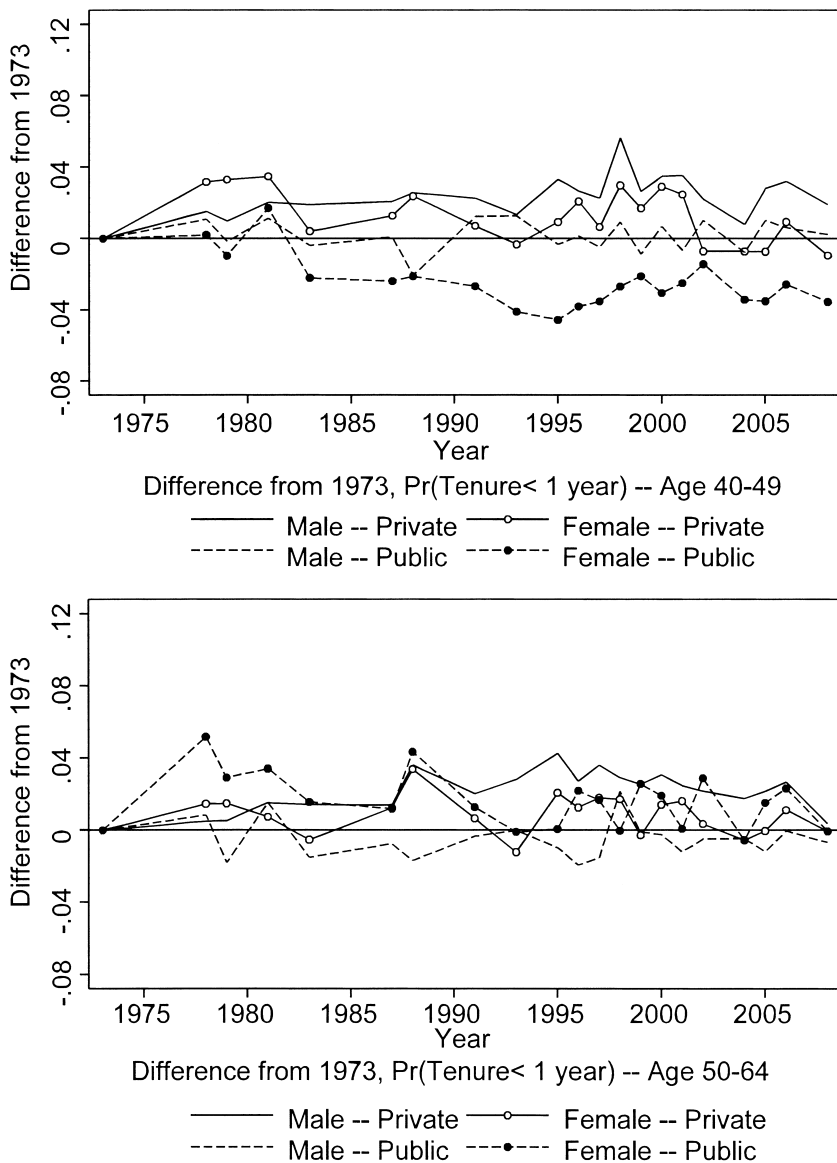 Difference from 1973
.12
.08
.04
0
-.04
-.08
1975 1980 1985 1990 1995 2000 2005
Year
Difference from 1973, Pr(Tenure< 1 year) -- Age 40-49
Male -- Private Female -- Private
Male -- Public Female -- Public
Difference from 1973
.12
.08
.04
0
-.04
-.08
1975 1980 1985 1990 1995 2000 2005
Year
Difference from 1973, Pr(Tenure< 1 year) -- Age 50-64
Male -- Private Female -- Private
Male -- Public Female -- Public